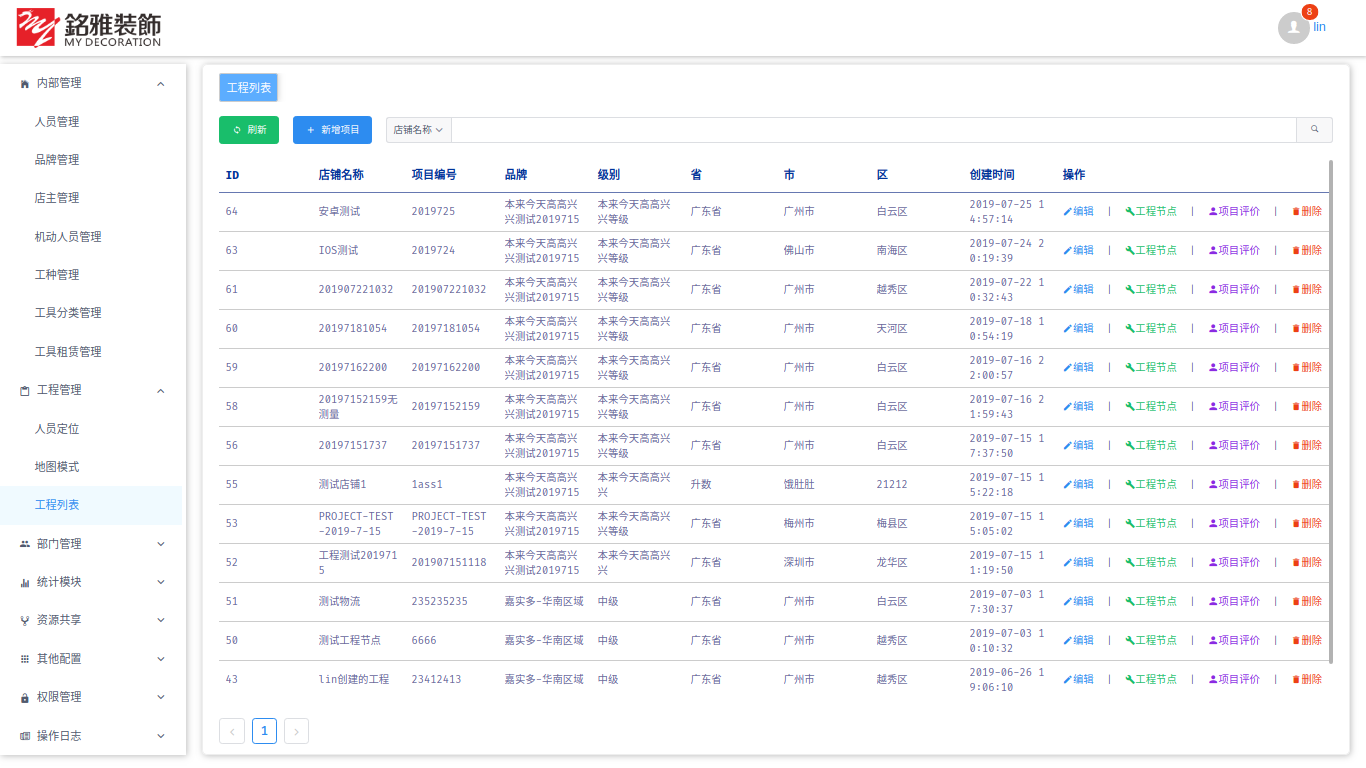 銘雅装飾
MY DECORATION
8
lin
内部管理
人员管理
品牌管理
店主管理
机动人员管理
工种管理
工具分类管理
工具租赁管理
工程管理
人员定位
地图模式
工程列表
部门管理
统计模块
资源共享
其他配置
权限管理
操作日志
工程列表
刷新 + 新增项目 店铺名称
ID 店铺名称 项目编号 品牌 级别 省 市 区 创建时间 操作
64 安卓测试 2019725 本来今天高高兴 本来今天高高兴 广东省 广州市 白云区 2019-07-25 1 编辑 | 工程节点 | 项目评价 | 删除
兴测试2019715 兴等级 4:57:14
63 IOS测试 2019724 本来今天高高兴 本来今天高高兴 广东省 佛山市 南海区 2019-07-24 2 编辑 | 工程节点 | 项目评价 | 删除
兴测试2019715 兴等级 0:19:39
61 201907221032 201907221032 本来今天高高兴 本来今天高高兴 广东省 广州市 越秀区 2019-07-22 1 编辑 | 工程节点 | 项目评价 | 删除
兴测试2019715 兴等级 0:32:43
60 20197181054 20197181054 本来今天高高兴 本来今天高高兴 广东省 广州市 天河区 2019-07-18 1 编辑 | 工程节点 | 项目评价 | 删除
兴测试2019715 兴等级 0:54:19
59 20197162200 20197162200 本来今天高高兴 本来今天高高兴 广东省 广州市 白云区 2019-07-16 2 编辑 | 工程节点 | 项目评价 | 删除
兴测试2019715 兴等级 2:00:57
58 20197152159无 20197152159 本来今天高高兴 本来今天高高兴 广东省 广州市 白云区 2019-07-16 2 编辑 | 工程节点 | 项目评价 | 删除
测量 兴测试2019715 兴等级 1:59:43
56 20197151737 20197151737 本来今天高高兴 本来今天高高兴 广东省 广州市 白云区 2019-07-15 1 编辑 | 工程节点 | 项目评价 | 删除
兴测试2019715 兴等级 7:37:50
55 测试店铺1 1ass1 本来今天高高兴 本来今天高高兴 升数 饿肚肚 21212 2019-07-15 1 编辑 | 工程节点 | 项目评价 | 删除
兴测试2019715 兴 5:22:18
53 PROJECT-TEST PROJECT-TEST 本来今天高高兴 本来今天高高兴 广东省 梅州市 梅县区 2019-07-15 1 编辑 | 工程节点 | 项目评价 | 删除
-2019-7-15 -2019-7-15 兴测试2019715 兴等级 5:05:02
52 工程测试201971 201907151118 本来今天高高兴 本来今天高高兴 广东省 深圳市 龙华区 2019-07-15 1 编辑 | 工程节点 | 项目评价 | 删除
5 兴测试2019715 兴 1:19:50
51 测试物流 235235235 嘉实多-华南区域 中级 广东省 广州市 白云区 2019-07-03 1 编辑 | 工程节点 | 项目评价 | 删除
7:30:37
50 测试工程节点 6666 嘉实多-华南区域 中级 广东省 广州市 越秀区 2019-07-03 1 编辑 | 工程节点 | 项目评价 | 删除
0:10:32
43 lin创建的工程 23412413 嘉实多-华南区域 中级 广东省 广州市 越秀区 2019-06-26 1 编辑 | 工程节点 | 项目评价 | 删除
9:06:10
1